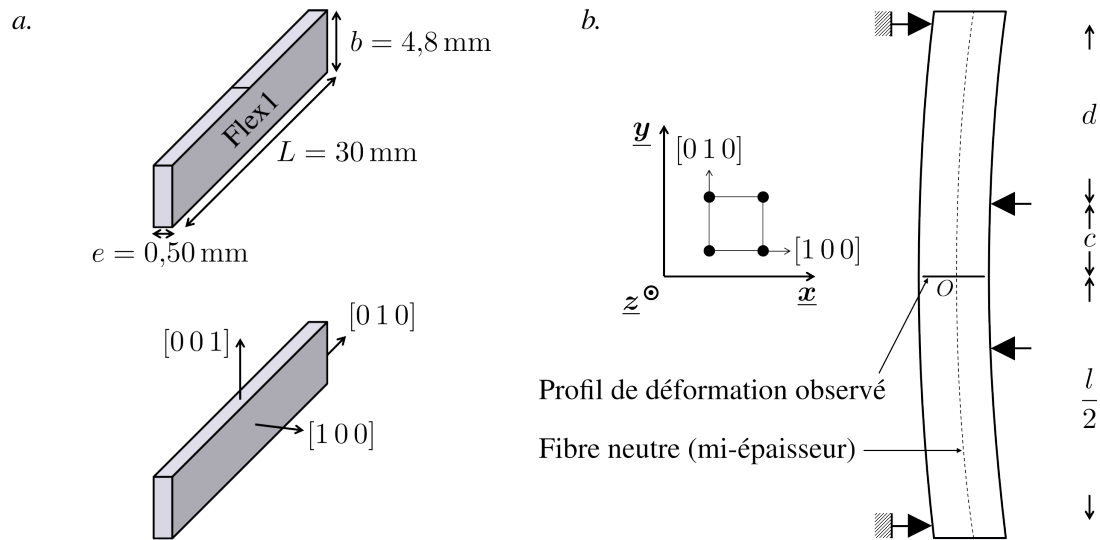 a.
b = 4,8 mm
Flex1
L = 30 mm
e = 0,50 mm
[0 0 1]
[0 1 0]
[1 0 0]
b.
y
[0 1 0]
[1 0 0]
z
x
O
d
c
l
2
Profil de déformation observé
Fibre neutre (mi-épaisseur)